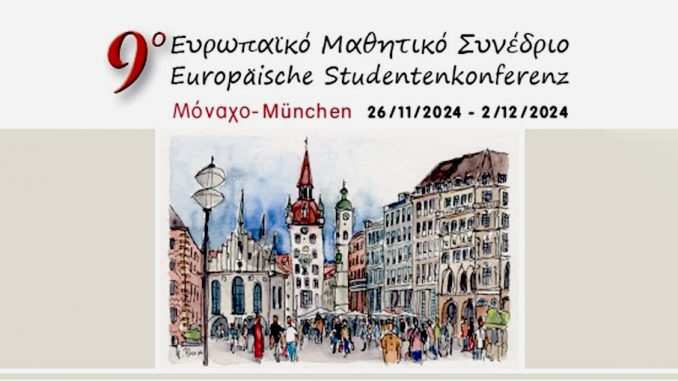 9ο Ευρωπαϊκό Μαθητικό Συνέδριο
Europäische Studentenkonferenz
Μόναχο-München 26/11/2024 - 2/12/2024